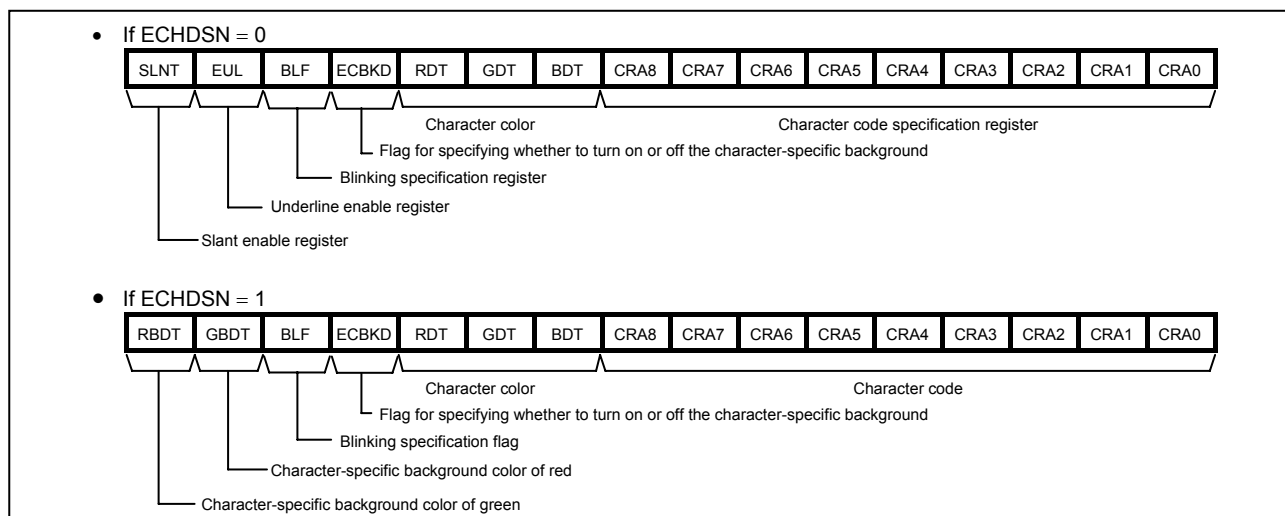 • If ECHDSN = 0
SLNT EUL BLF ECBKD RDT GDT BDT CRA8 CRA7 CRA6 CRA5 CRA4 CRA3 CRA2 CRA1 CRA0
Character color Character code specification register
Flag for specifying whether to turn on or off the character-specific background
Blinking specification register
Underline enable register
Slant enable register
• If ECHDSN = 1
RBDT GBDT BLF ECBKD RDT GDT BDT CRA8 CRA7 CRA6 CRA5 CRA4 CRA3 CRA2 CRA1 CRA0
Character color Character code
Flag for specifying whether to turn on or off the character-specific background
Blinking specification flag
Character-specific background color of red
Character-specific background color of green